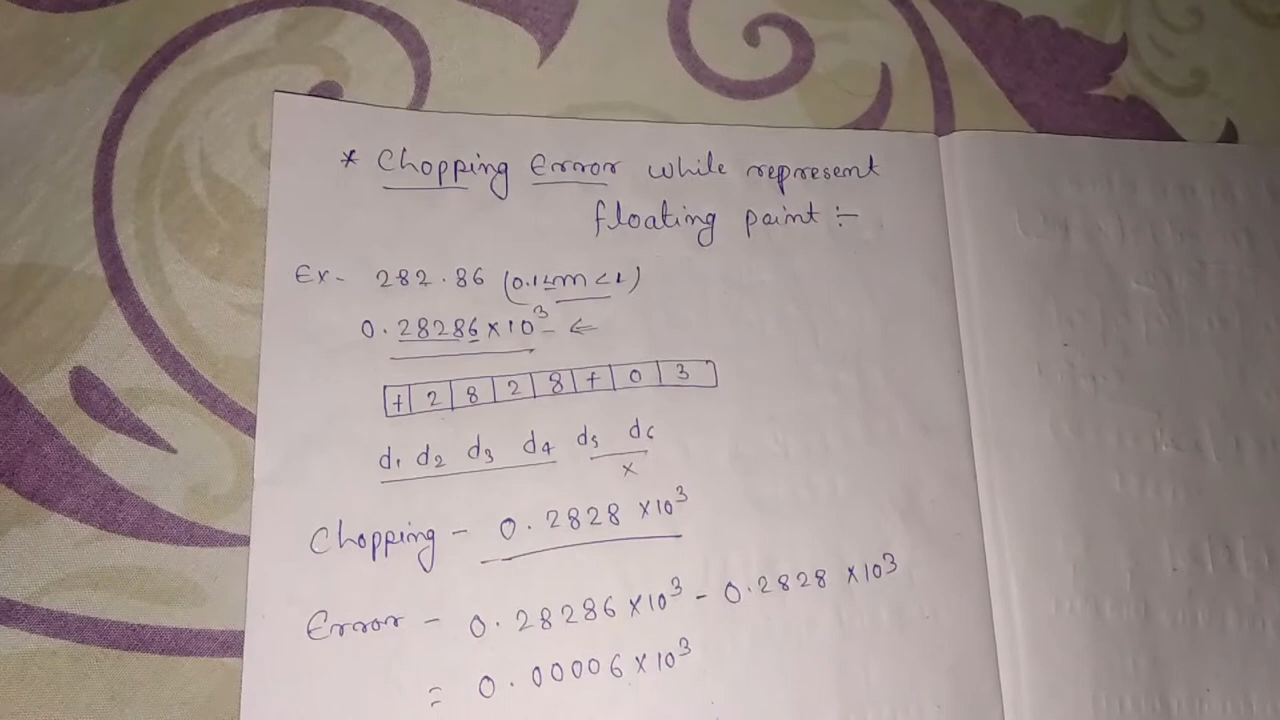 * Chopping Error while represent
floating paint :-
Ex- 282.86 (0.1≤m<1)
0.28286×10³ ←
+ 2 8 2 8 + 0 3
d₁ d₂ d₃ d₄ d₅ d₆
×
Chopping - 0.2828 ×10³
Error - 0.28286×10³ - 0.2828 ×10³
= 0.00006×10³